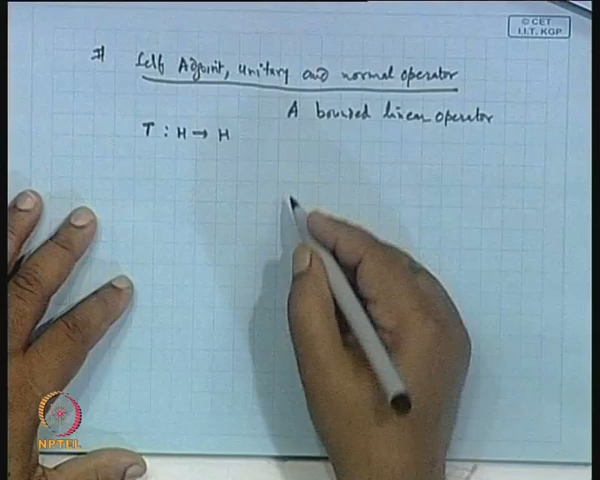 © CET
I.I.T. KGP
# Self Adjoint, unitary and normal operator
A bounded linear operator
T : H → H
NPTEL